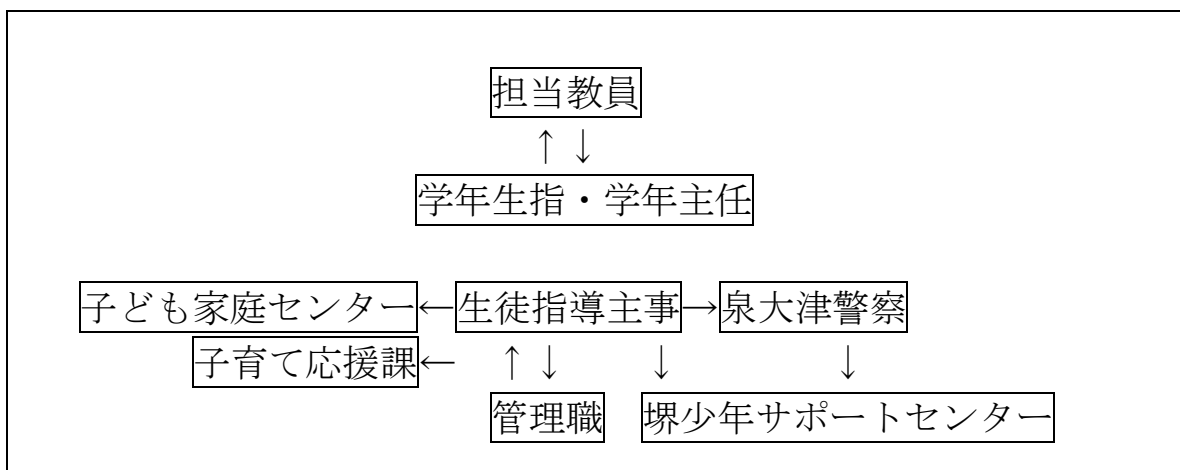 担当教員
↑ ↓
学年生指・学年主任
子ども家庭センター←生徒指導主事→泉大津警察
子育て応援課← ↑ ↓ ↓ ↓
管理職 堺少年サポートセンター